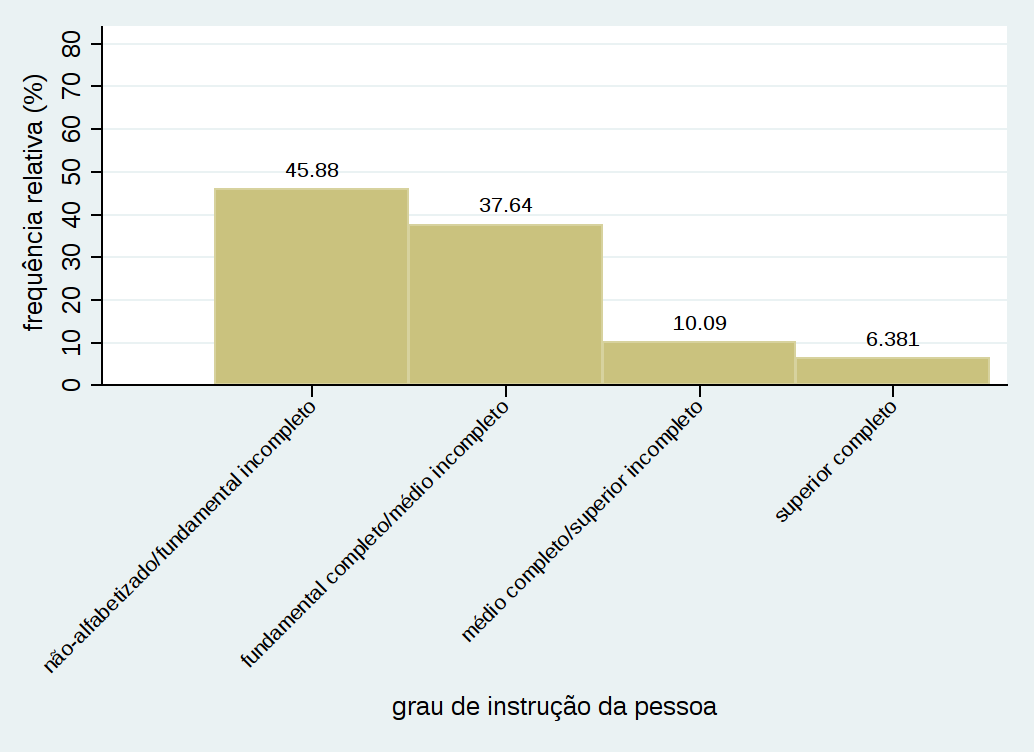 frequência relativa (%)
80
70
60
50
40
30
20
10
0
45.88
37.64
10.09
6.381
não-alfabetizado/fundamental incompleto
fundamental completo/médio incompleto
médio completo/superior incompleto
superior completo
grau de instrução da pessoa